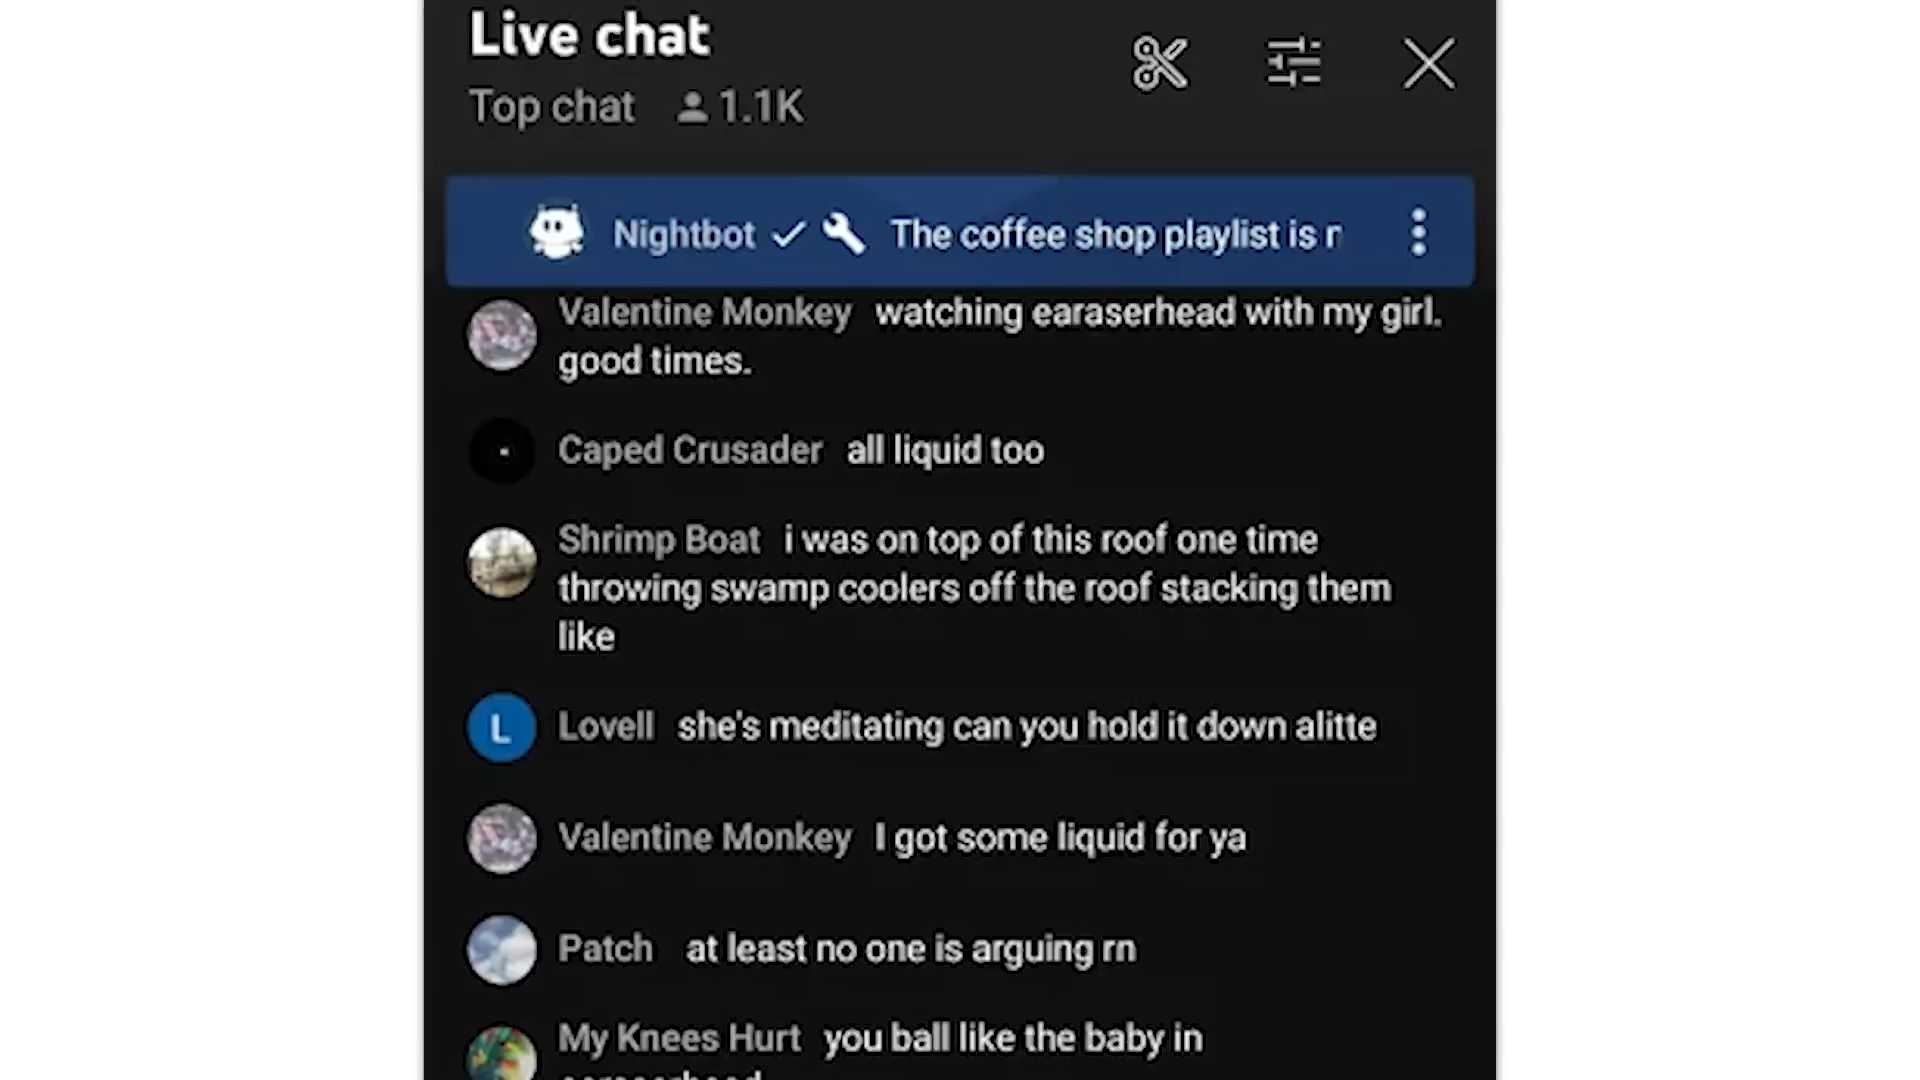 Live chat
Top chat 1.1K
Nightbot The coffee shop playlist is r
Valentine Monkey watching earaserhead with my girl.
good times.
Caped Crusader all liquid too
Shrimp Boat i was on top of this roof one time
throwing swamp coolers off the roof stacking them
like
L Lovell she's meditating can you hold it down alitte
Valentine Monkey I got some liquid for ya
Patch at least no one is arguing rn
My Knees Hurt you ball like the baby in